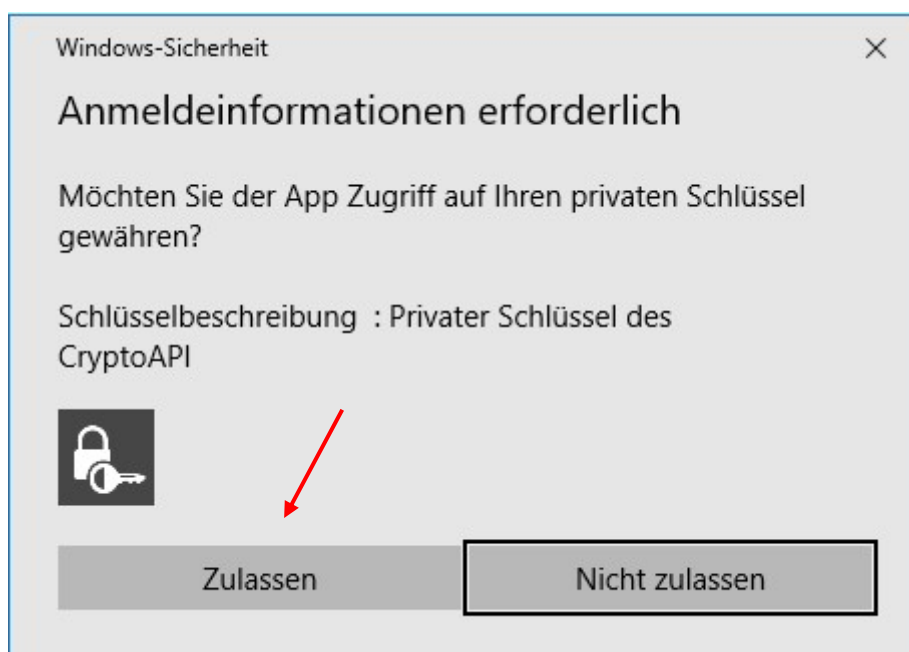 Windows-Sicherheit
Anmeldeinformationen erforderlich
Möchten Sie der App Zugriff auf Ihren privaten Schlüssel
gewähren?
Schlüsselbeschreibung : Privater Schlüssel des
CryptoAPI
Zulassen
Nicht zulassen